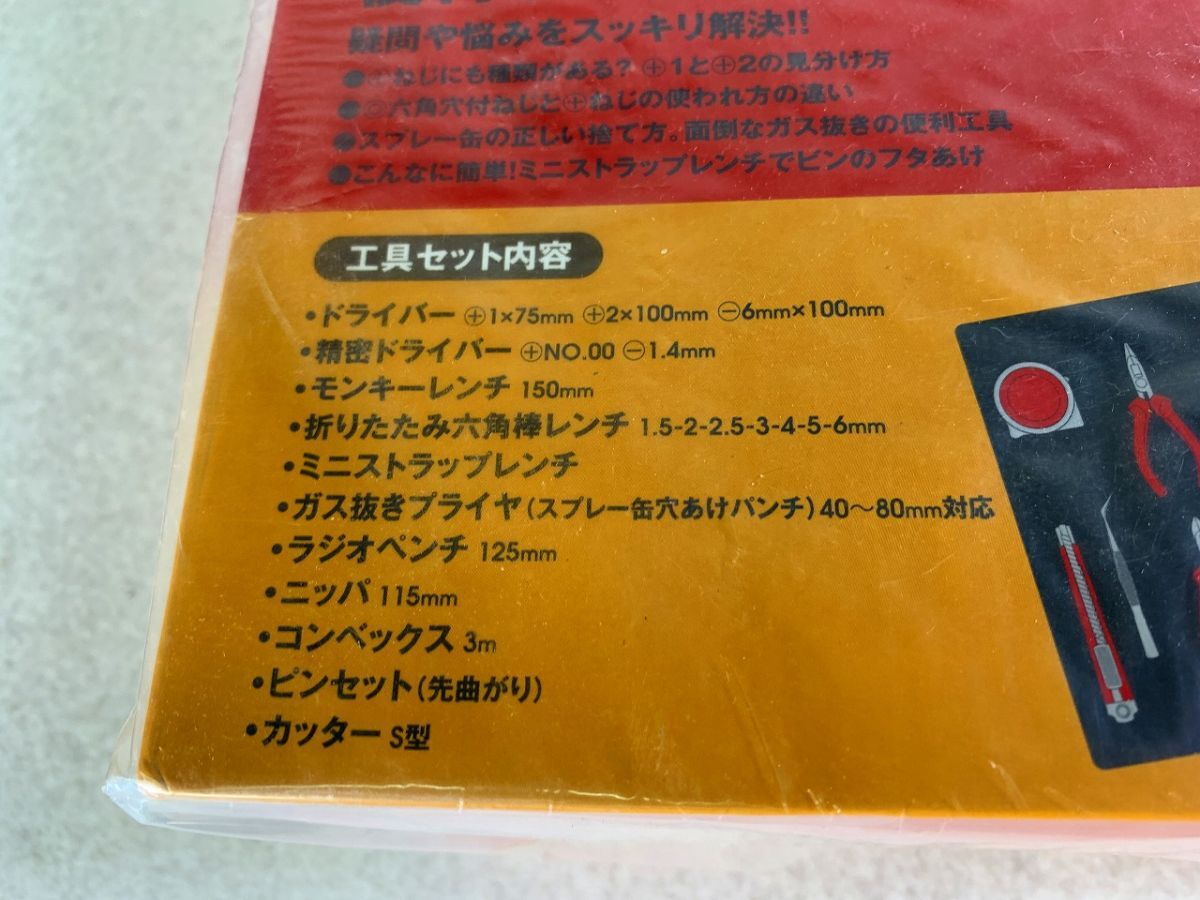 疑問や悩みをスッキリ解決!!
●⊕ねじにも種類がある? ⊕1と⊕2の見分け方
●◎六角穴付ねじと⊕ねじの使われ方の違い
●スプレー缶の正しい捨て方。面倒なガス抜きの便利工具
●こんなに簡単!ミニストラップレンチでビンのフタあけ
工具セット内容
・ドライバー ⊕1×75mm ⊕2×100mm ⊖6mm×100mm
・精密ドライバー ⊕NO.00 ⊖1.4mm
・モンキーレンチ 150mm
・折りたたみ六角棒レンチ 1.5-2-2.5-3-4-5-6mm
・ミニストラップレンチ
・ガス抜きプライヤ(スプレー缶穴あけパンチ)40〜80mm対応
・ラジオペンチ 125mm
・ニッパ 115mm
・コンベックス 3m
・ピンセット(先曲がり)
・カッター S型